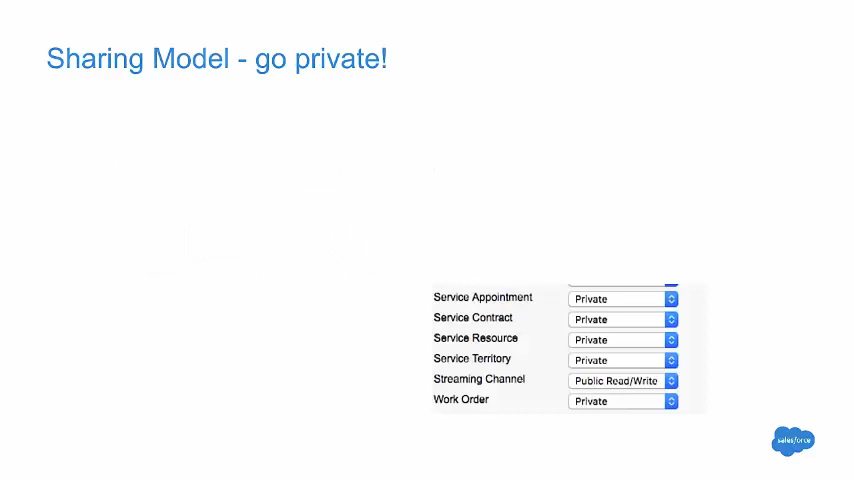 Sharing Model - go private!
Service Appointment Private
Service Contract Private
Service Resource Private
Service Territory Private
Streaming Channel Public Read/Write
Work Order Private
salesforce